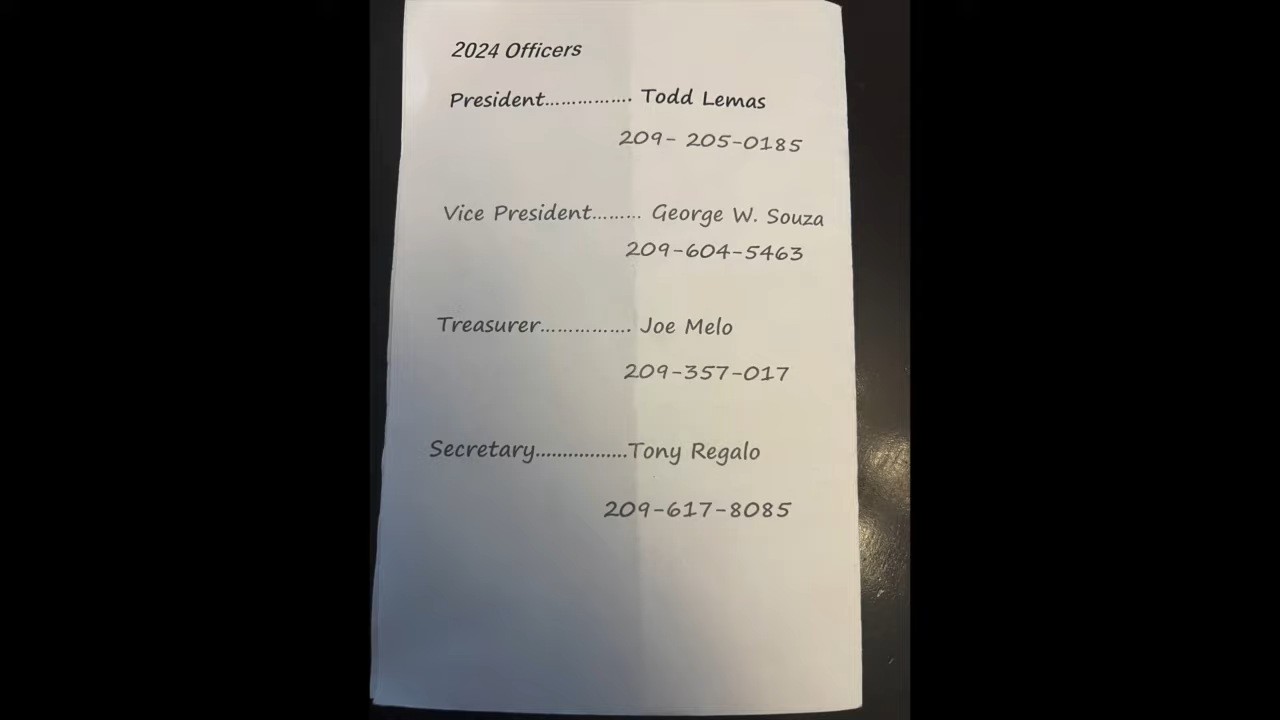 2024 Officers
President................ Todd Lemas
209- 205-0185
Vice President......... George W. Souza
209-604-5463
Treasurer................ Joe Melo
209-357-017
Secretary.................Tony Regalo
209-617-8085